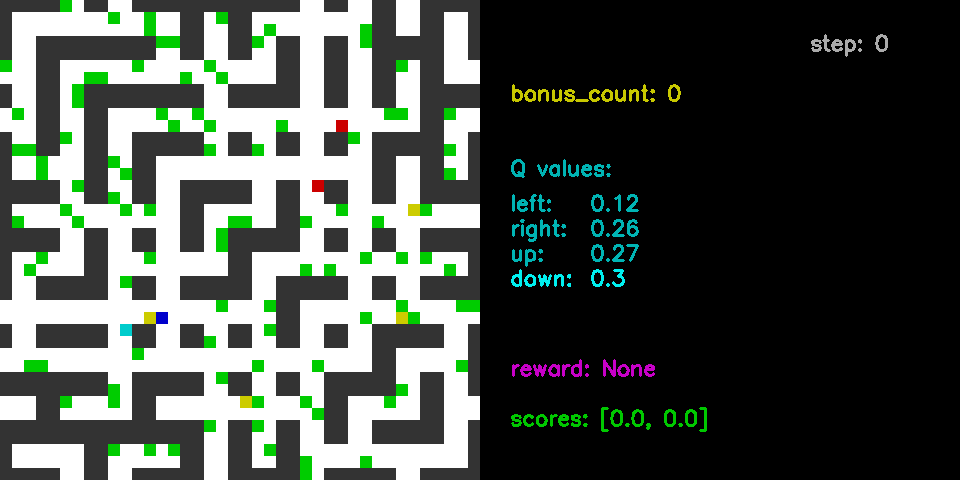 step: 0
bonus_count: 0
Q values:
left: 0.12
right: 0.26
up: 0.27
down: 0.3
reward: None
scores: [0.0, 0.0]